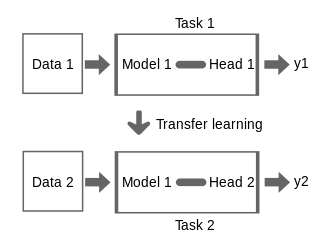 Task 1
Data 1
Model 1
Head 1
y1
Transfer learning
Data 2
Model 1
Head 2
y2
Task 2